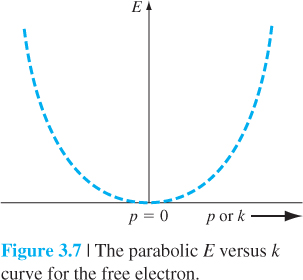 E
p = 0
p or k
Figure 3.7 | The parabolic E versus k
curve for the free electron.